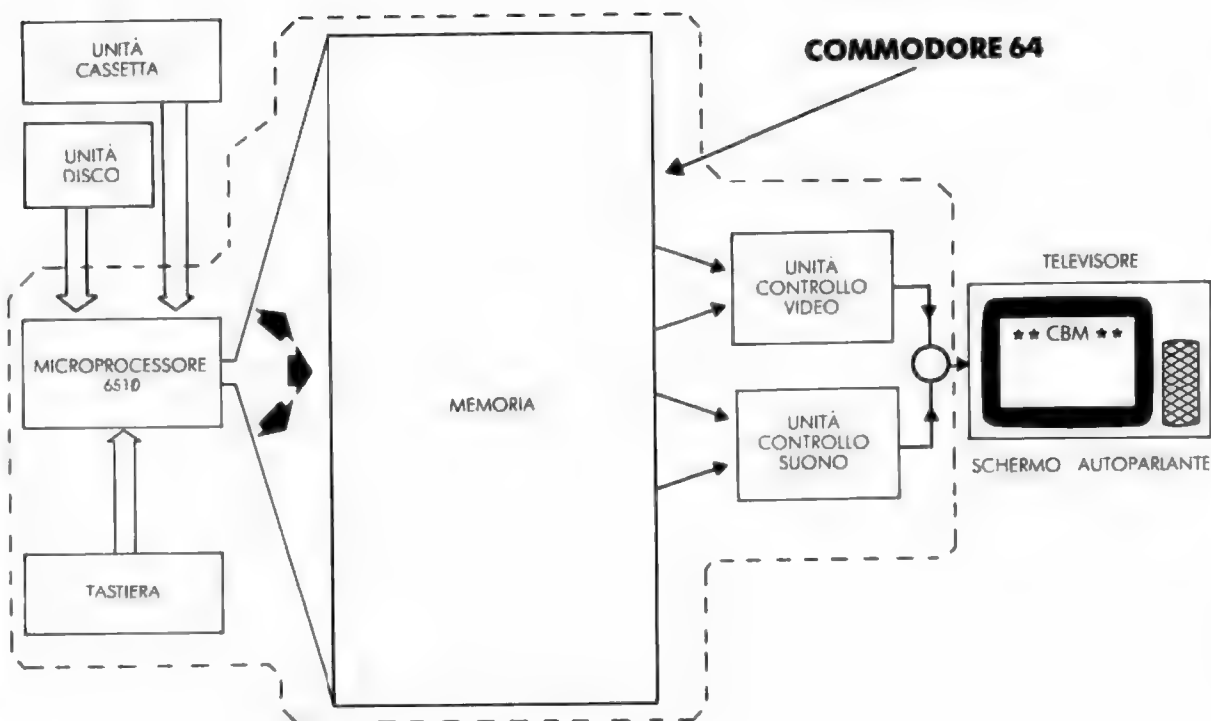 UNITÀ
CASSETTA
COMMODORE 64
UNITÀ
DISCO
MICROPROCESSORE
6510
MEMORIA
UNITÀ
CONTROLLO
VIDEO
UNITÀ
CONTROLLO
SUONO
TELEVISORE
** CBM **
SCHERMO AUTOPARLANTE
TASTIERA